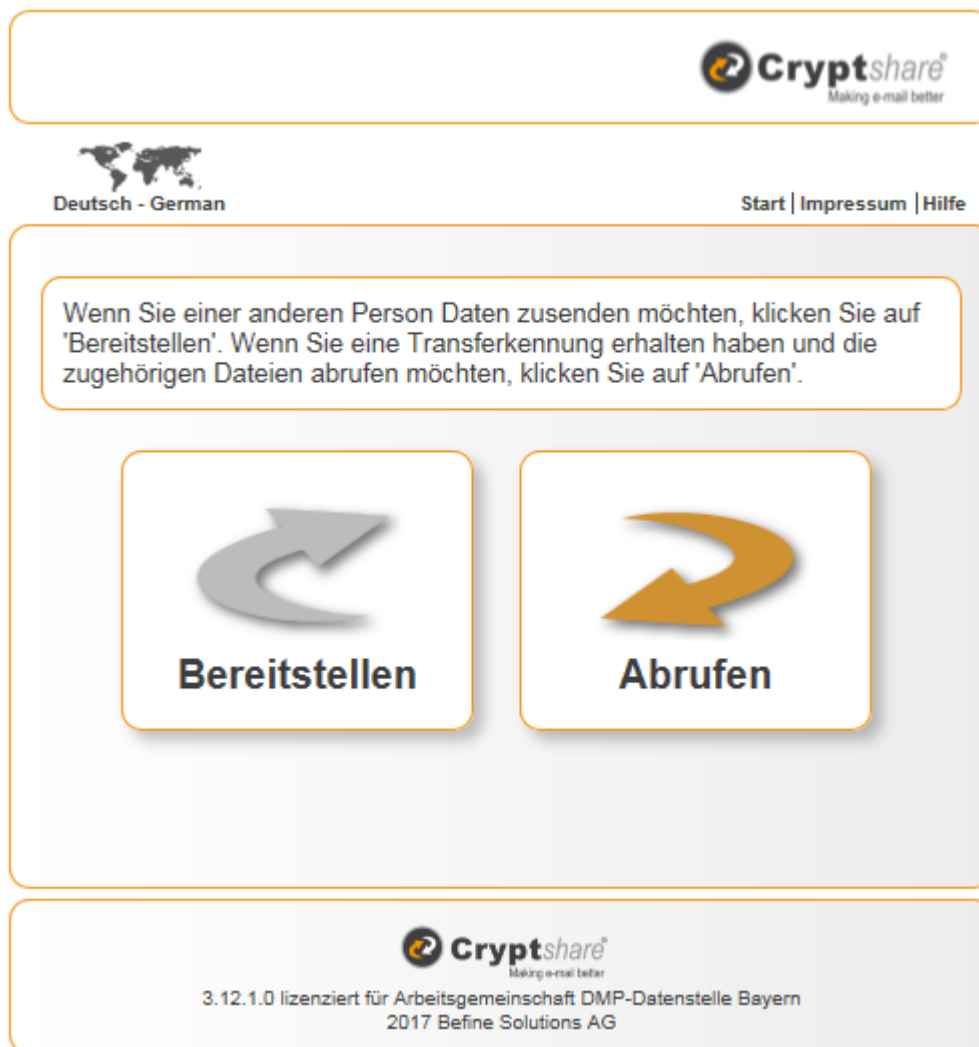 Cryptshare®
Making e-mail better
Deutsch - German
Start | Impressum | Hilfe
Wenn Sie einer anderen Person Daten zusenden möchten, klicken Sie auf
'Bereitstellen'. Wenn Sie eine Transferkennung erhalten haben und die
zugehörigen Dateien abrufen möchten, klicken Sie auf 'Abrufen'.
Bereitstellen
Abrufen
Cryptshare®
Making e-mail better
3.12.1.0 lizenziert für Arbeitsgemeinschaft DMP-Datenstelle Bayern
2017 Befine Solutions AG